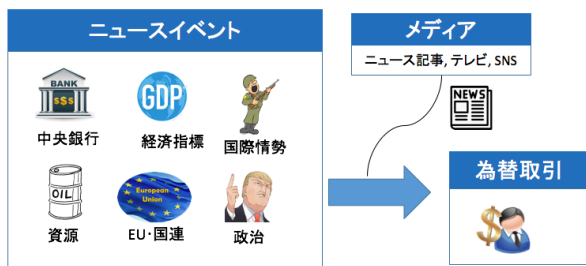 ニュースイベント
BANK
$$$
中央銀行
GDP
経済指標
国際情勢
OIL
資源
European
Union
EU・国連
政治
メディア
ニュース記事, テレビ, SNS
NEWS
為替取引
$